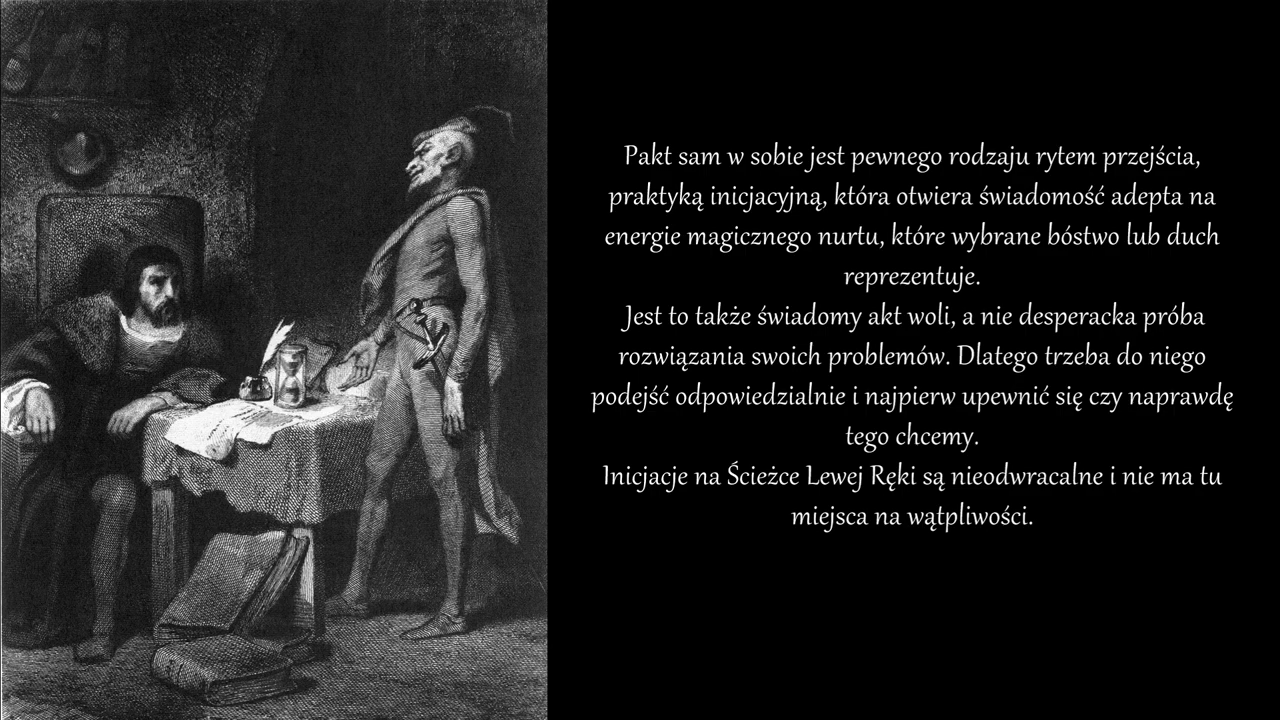 Pakt sam w sobie jest pewnego rodzaju rytem przejścia,
praktyką inicjacyjną, która otwiera świadomość adepta na
energie magicznego nurtu, które wybrane bóstwo lub duch
reprezentuje.
Jest to także świadomy akt woli, a nie desperacka próba
rozwiązania swoich problemów. Dlatego trzeba do niego
podejść odpowiedzialnie i najpierw upewnić się czy naprawdę
tego chcemy.
Inicjacje na Ścieżce Lewej Ręki są nieodwracalne i nie ma tu
miejsca na wątpliwości.